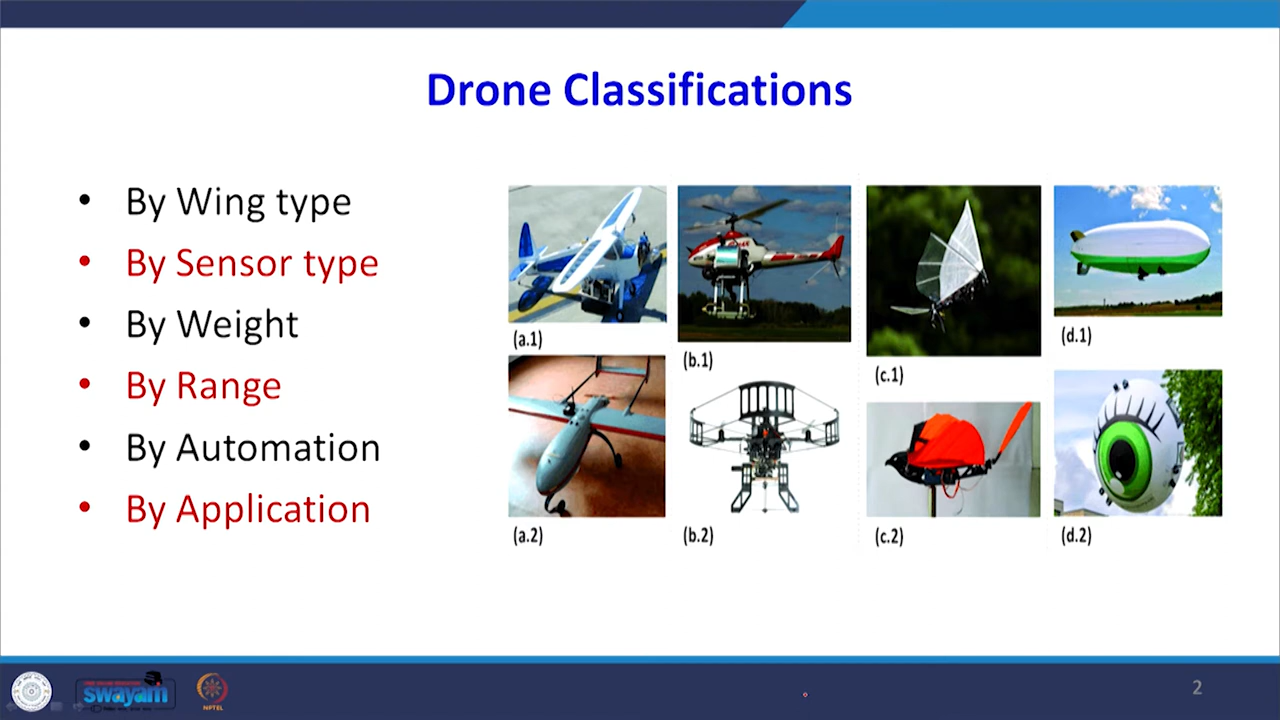 Drone Classifications
• By Wing type
• By Sensor type
• By Weight
• By Range
• By Automation
• By Application
(a.1)
(b.1)
(c.1)
(d.1)
(a.2)
(b.2)
(c.2)
(d.2)
swayam
NPTEL
2